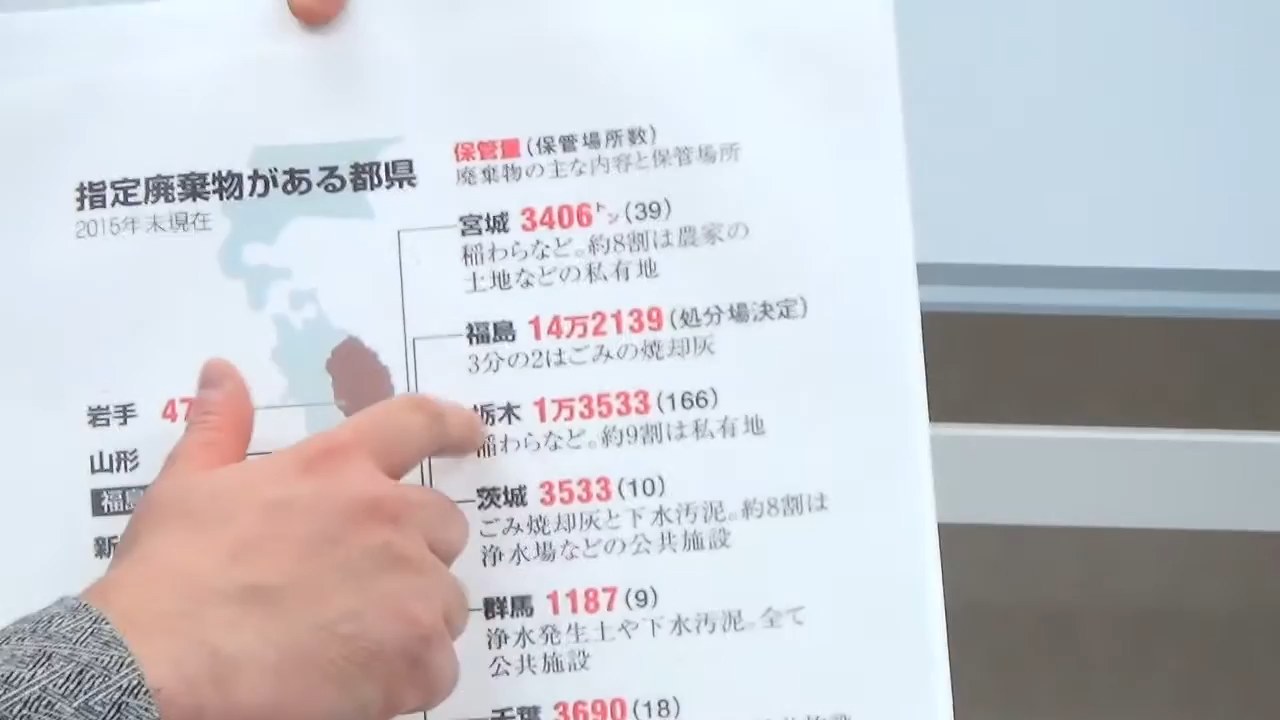 指定廃棄物がある都県
2015年末現在
保管量(保管場所数)
廃棄物の主な内容と保管場所
宮城 3406㌧(39)
稲わらなど。約8割は農家の
土地などの私有地
福島 14万2139(処分場決定)
3分の2はごみの焼却灰
栃木 1万3533(166)
稲わらなど。約9割は私有地
茨城 3533(10)
ごみ焼却灰と下水汚泥。約8割は
浄水場などの公共施設
群馬 1187(9)
浄水発生土や下水汚泥。全て
公共施設
千葉 3690(18)
岩手 47
山形
福島
新